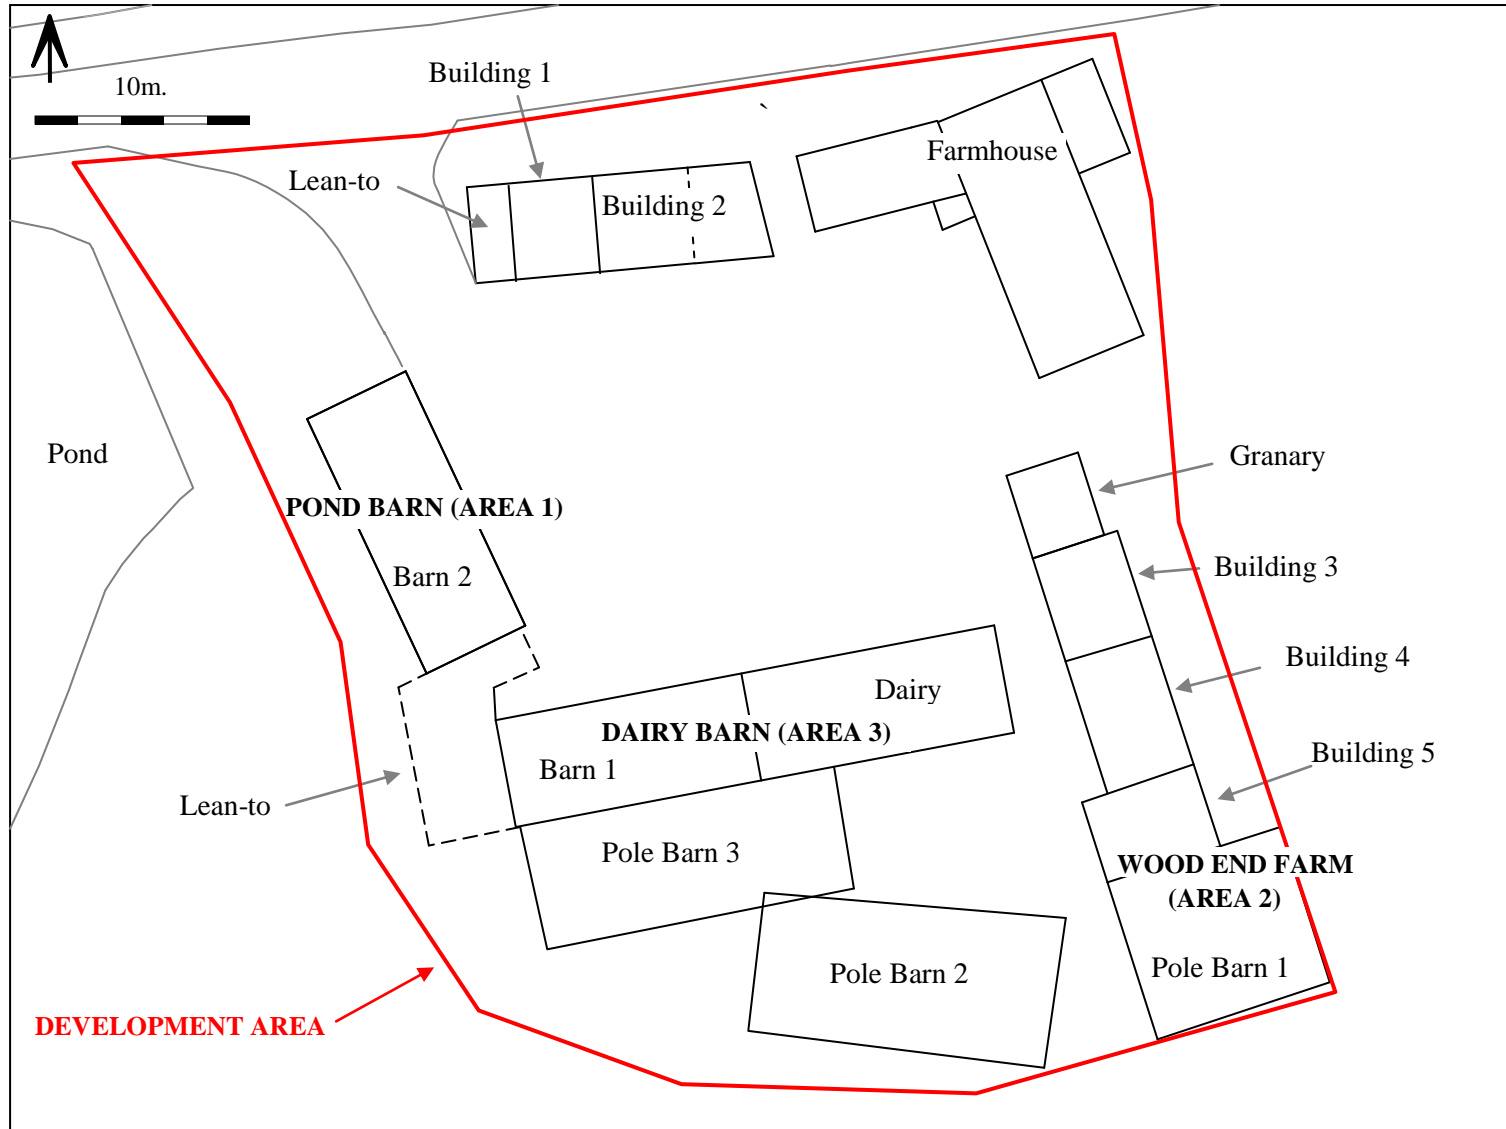 Building 1
10m.
Farmhouse
Lean-to
Building 2
Pond
Granary
POND BARN (AREA 1)
Barn 2
Building 3
Building 4
Dairy
DAIRY BARN (AREA 3)
Building 5
Barn 1
Lean-to
Pole Barn 3
WOOD END FARM
(AREA 2)
Pole Barn 1
Pole Barn 2
DEVELOPMENT AREA